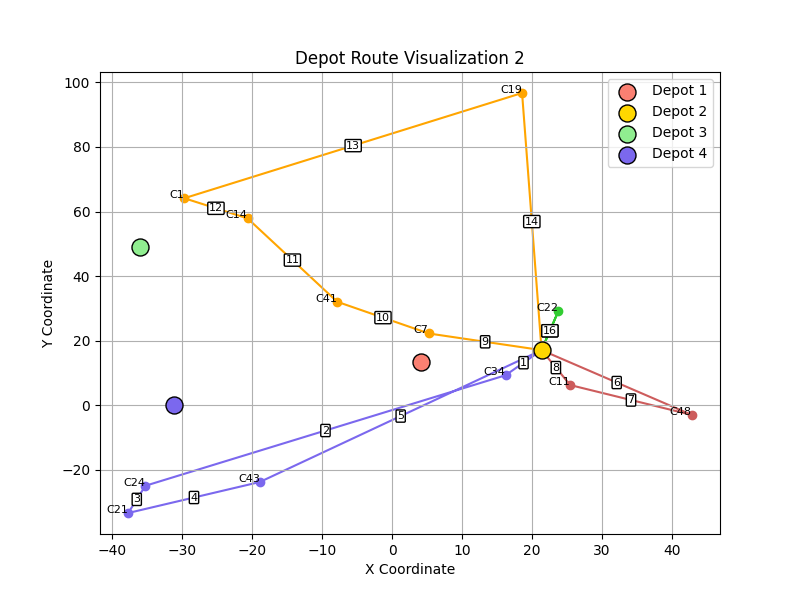 Depot Route Visualization 2
Depot 1
Depot 2
Depot 3
Depot 4
Y Coordinate
100
80
60
40
20
0
−20
C19
13
C1
12
C14
14
11
C41
10
C22
C7
16
9
1
8
C34
C11
6
7
C48
5
2
C24
C43
3
4
C21
−40
−30
−20
−10
0
10
20
30
40
X Coordinate